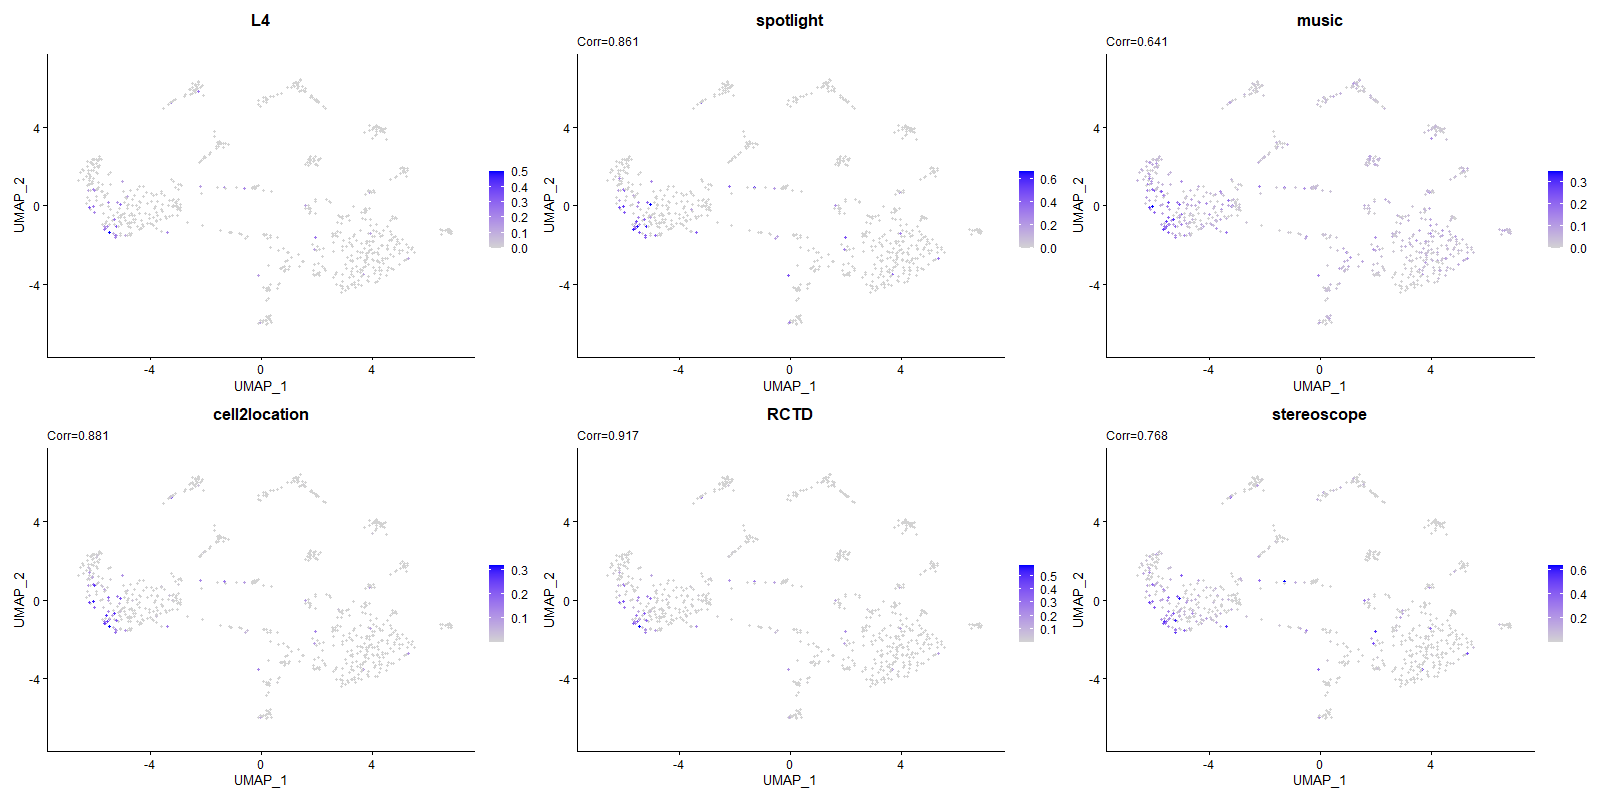 L4
4
0
-4
UMAP_2
-4
0
4
UMAP_1
0.5
0.4
0.3
0.2
0.1
0.0
spotlight
Corr=0.861
4
0
-4
UMAP_2
-4
0
4
UMAP_1
0.6
0.4
0.2
0.0
music
Corr=0.641
4
0
-4
UMAP_2
-4
0
4
UMAP_1
0.3
0.2
0.1
0.0
cell2location
Corr=0.881
4
0
-4
UMAP_2
-4
0
4
UMAP_1
0.3
0.2
0.1
RCTD
Corr=0.917
4
0
-4
UMAP_2
-4
0
4
UMAP_1
0.5
0.4
0.3
0.2
0.1
stereoscope
Corr=0.768
4
0
-4
UMAP_2
-4
0
4
UMAP_1
0.6
0.4
0.2